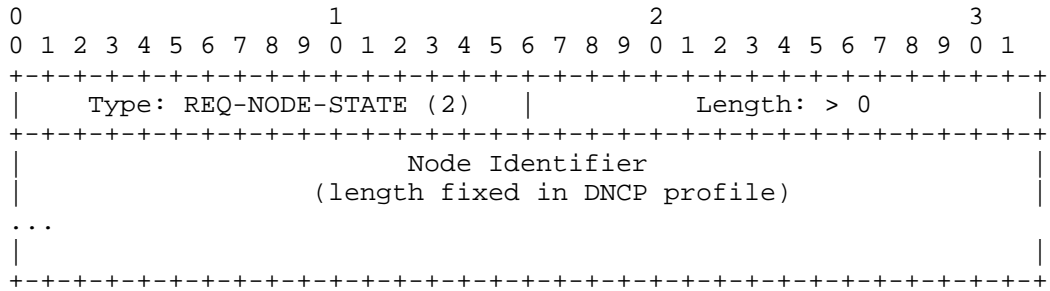 0                   1                   2                   3
0 1 2 3 4 5 6 7 8 9 0 1 2 3 4 5 6 7 8 9 0 1 2 3 4 5 6 7 8 9 0 1
+-+-+-+-+-+-+-+-+-+-+-+-+-+-+-+-+-+-+-+-+-+-+-+-+-+-+-+-+-+-+-+-+
|    Type: REQ-NODE-STATE (2)   |          Length: > 0          |
+-+-+-+-+-+-+-+-+-+-+-+-+-+-+-+-+-+-+-+-+-+-+-+-+-+-+-+-+-+-+-+-+
|                        Node Identifier                        |
|                  (length fixed in DNCP profile)               |
...
|                                                               |
+-+-+-+-+-+-+-+-+-+-+-+-+-+-+-+-+-+-+-+-+-+-+-+-+-+-+-+-+-+-+-+-+